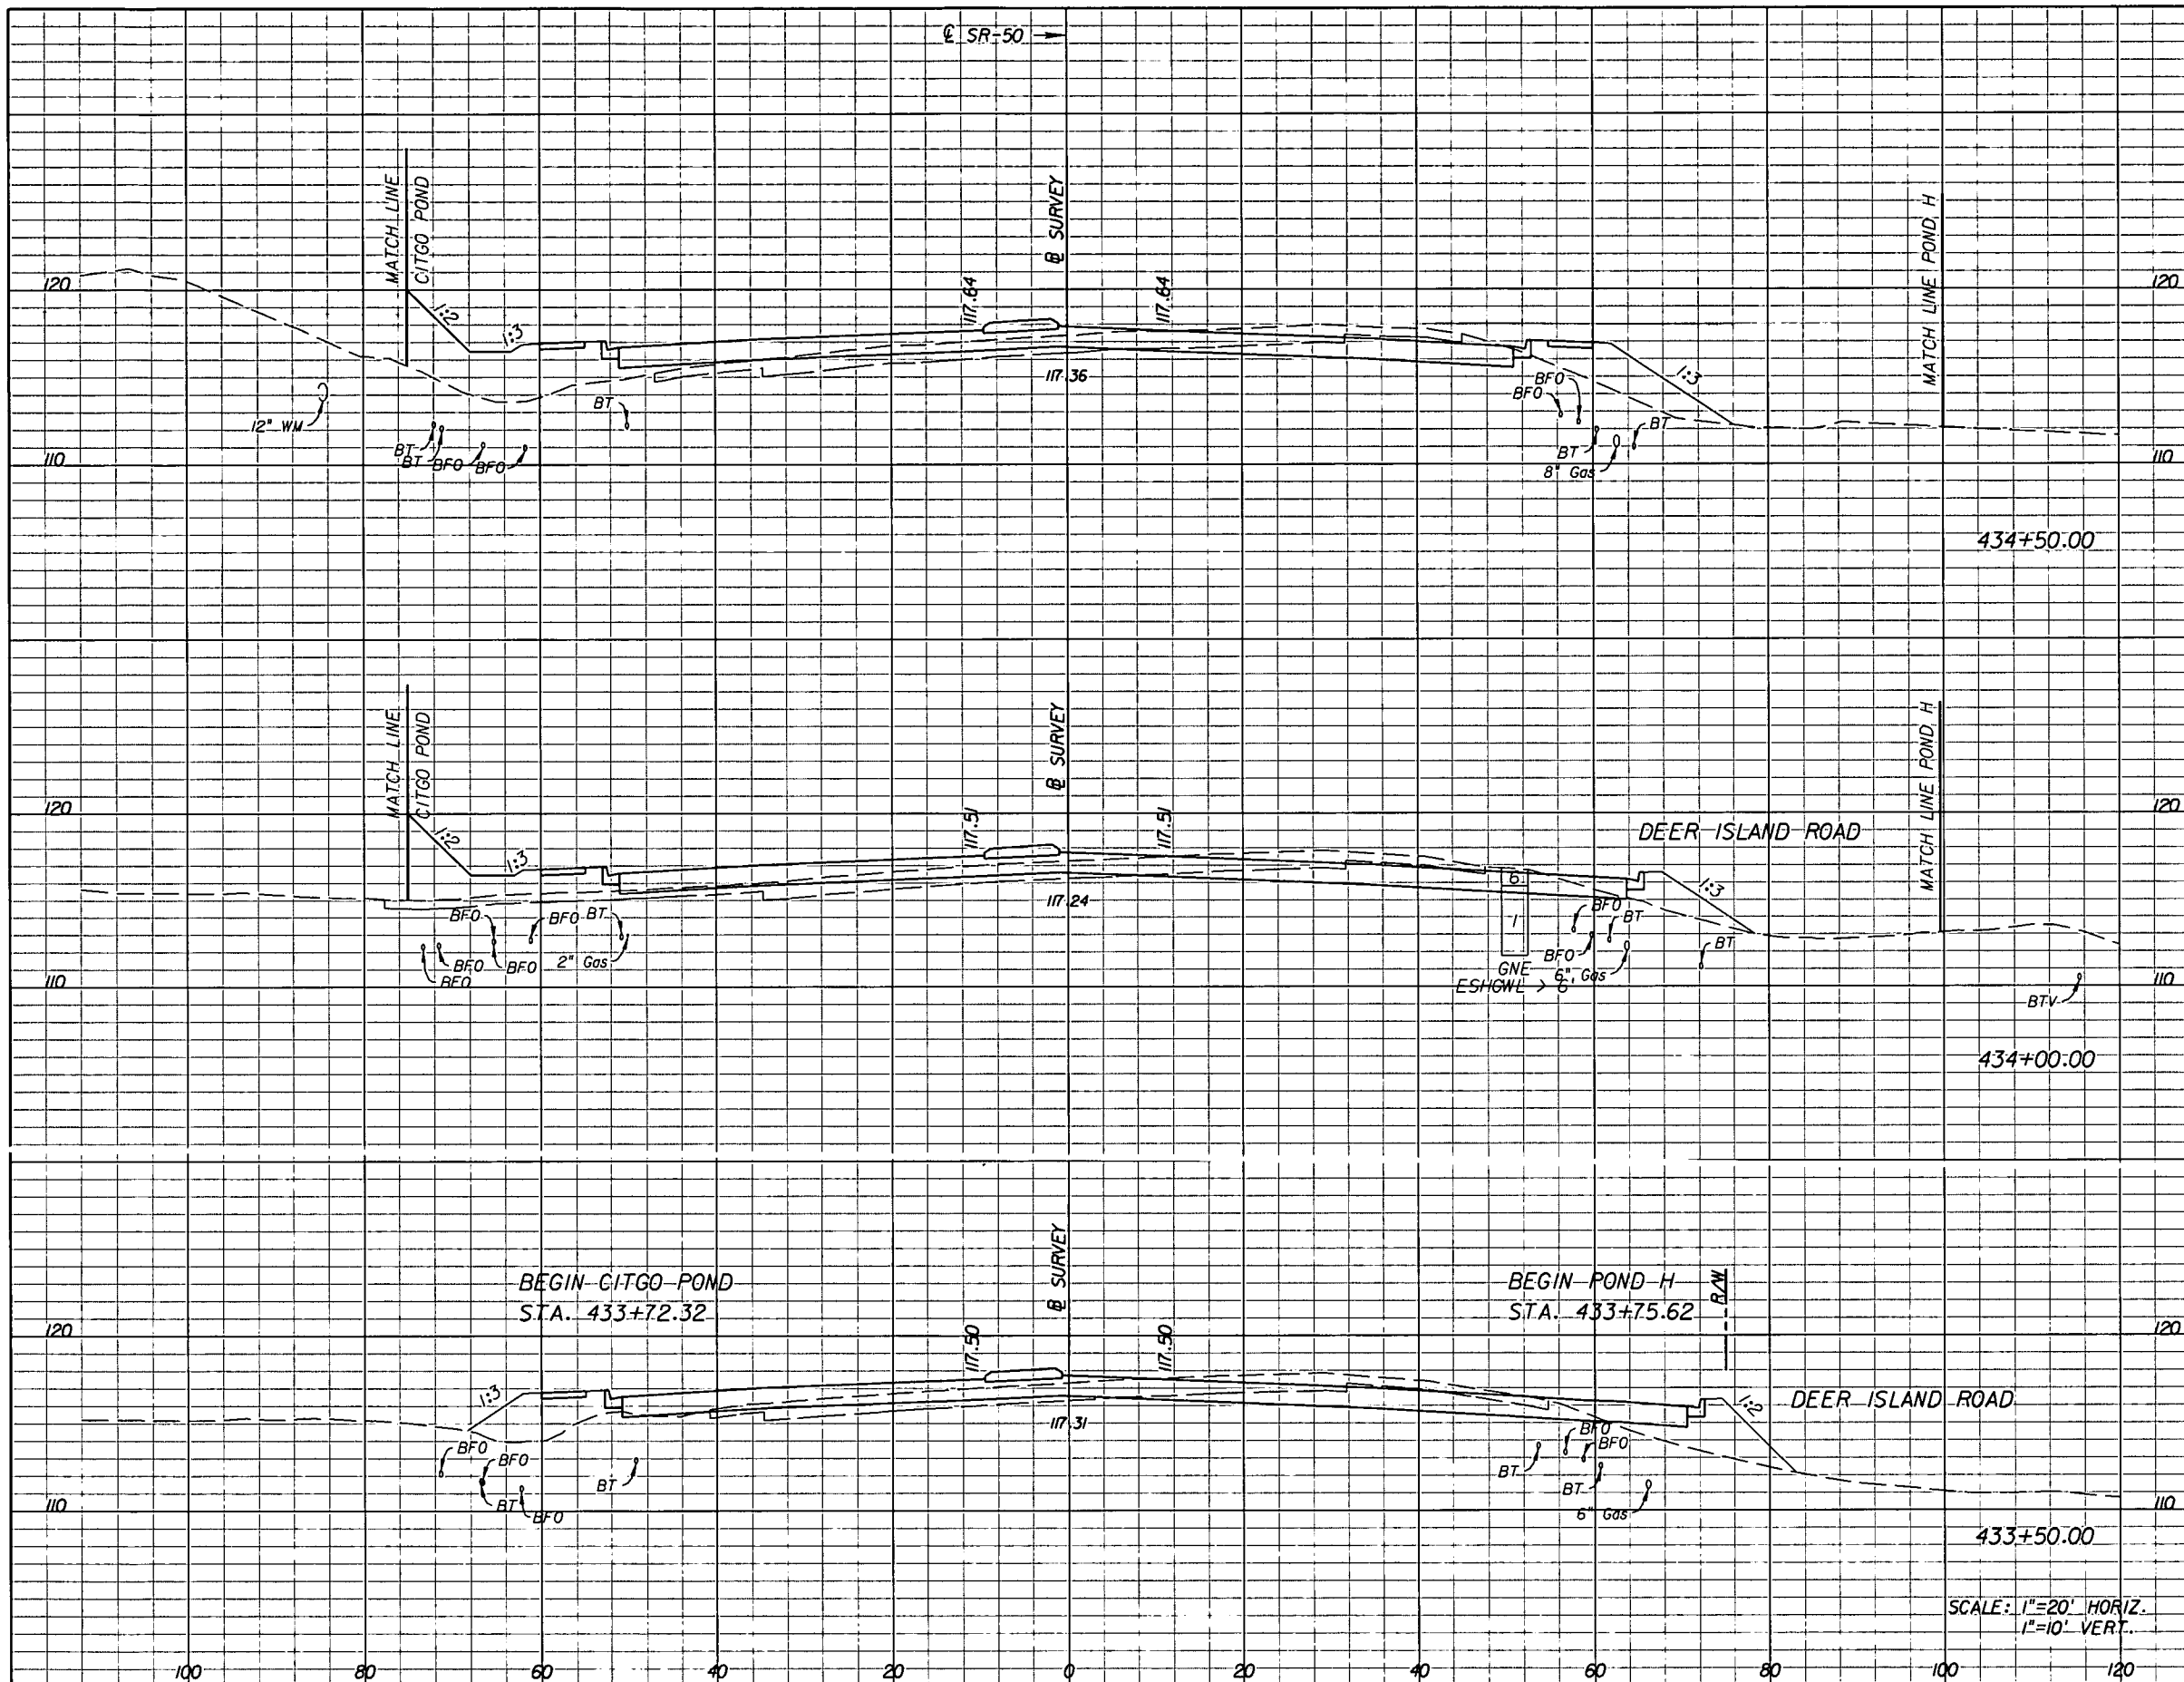 ℄ SR-50
MATCH LINE
CITGO POND
℄ SURVEY
117.64
117.64
MATCH LINE POND H
120
120
1:2
1:3
117.36
1:3
12" WM
BT
BT
BFO
BFO
BT
BFO
BFO
BT
BT
8" Gas
110
110
434+50.00
MATCH LINE
CITGO POND
℄ SURVEY
117.51
117.51
MATCH LINE POND H
120
120
DEER ISLAND ROAD
1:2
1:3
117.24
1:3
6
1
BFO
BFO
BT
BFO
BFO
BFO
2" Gas
BFO
BT
BFO
BT
6" Gas
GNE
ESHGWL > 6'
BTV
110
110
434+00.00
BEGIN CITGO POND
STA. 433+72.32
℄ SURVEY
BEGIN POND H
STA. 433+75.62
R/W
117.50
117.50
120
120
1:3
117.31
1:2
DEER ISLAND ROAD
BFO
BFO
BT
BFO
BT
BFO
BFO
BT
BT
6" Gas
110
110
433+50.00
SCALE: 1"=20' HORIZ.
1"=10' VERT.
100 80 60 40 20 0 20 40 60 80 100 120